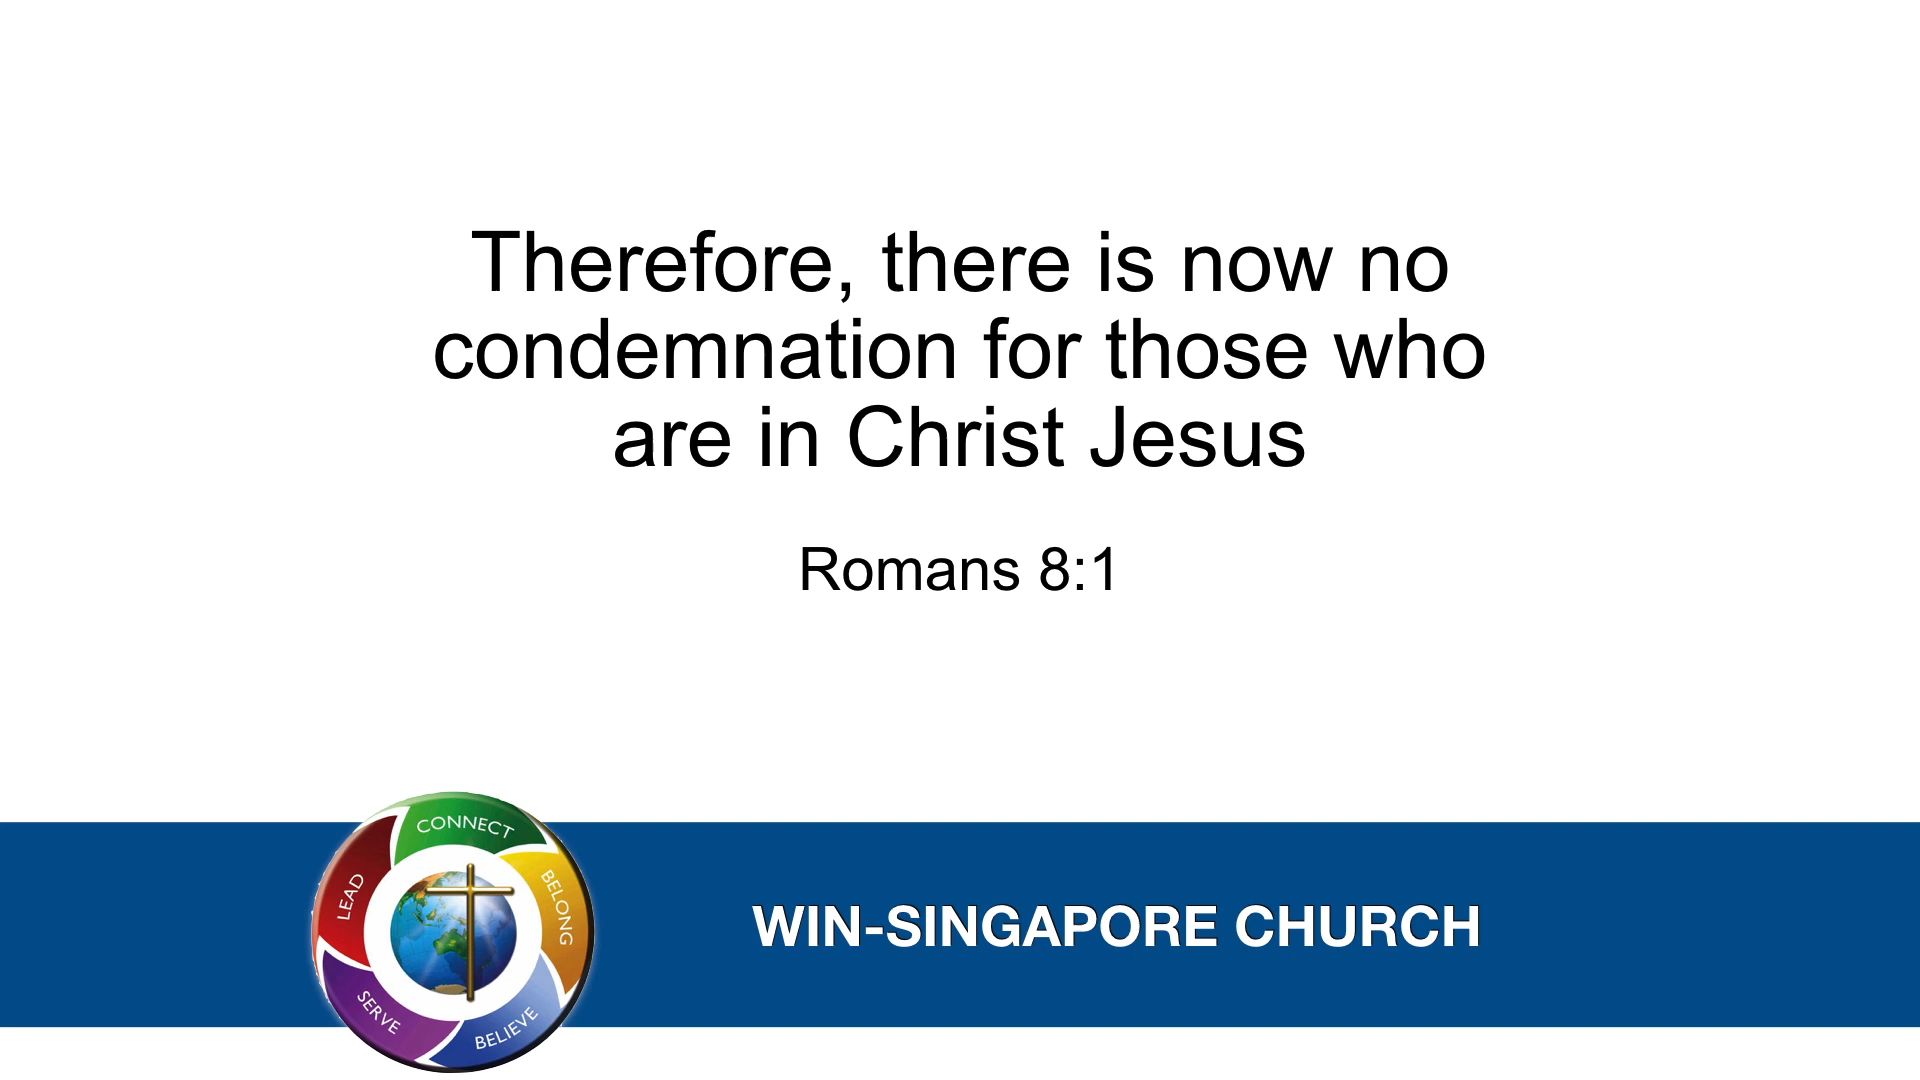 Therefore, there is now no
condemnation for those who
are in Christ Jesus
Romans 8:1
CONNECT
BELONG
BELIEVE
SERVE
LEAD
WIN-SINGAPORE CHURCH